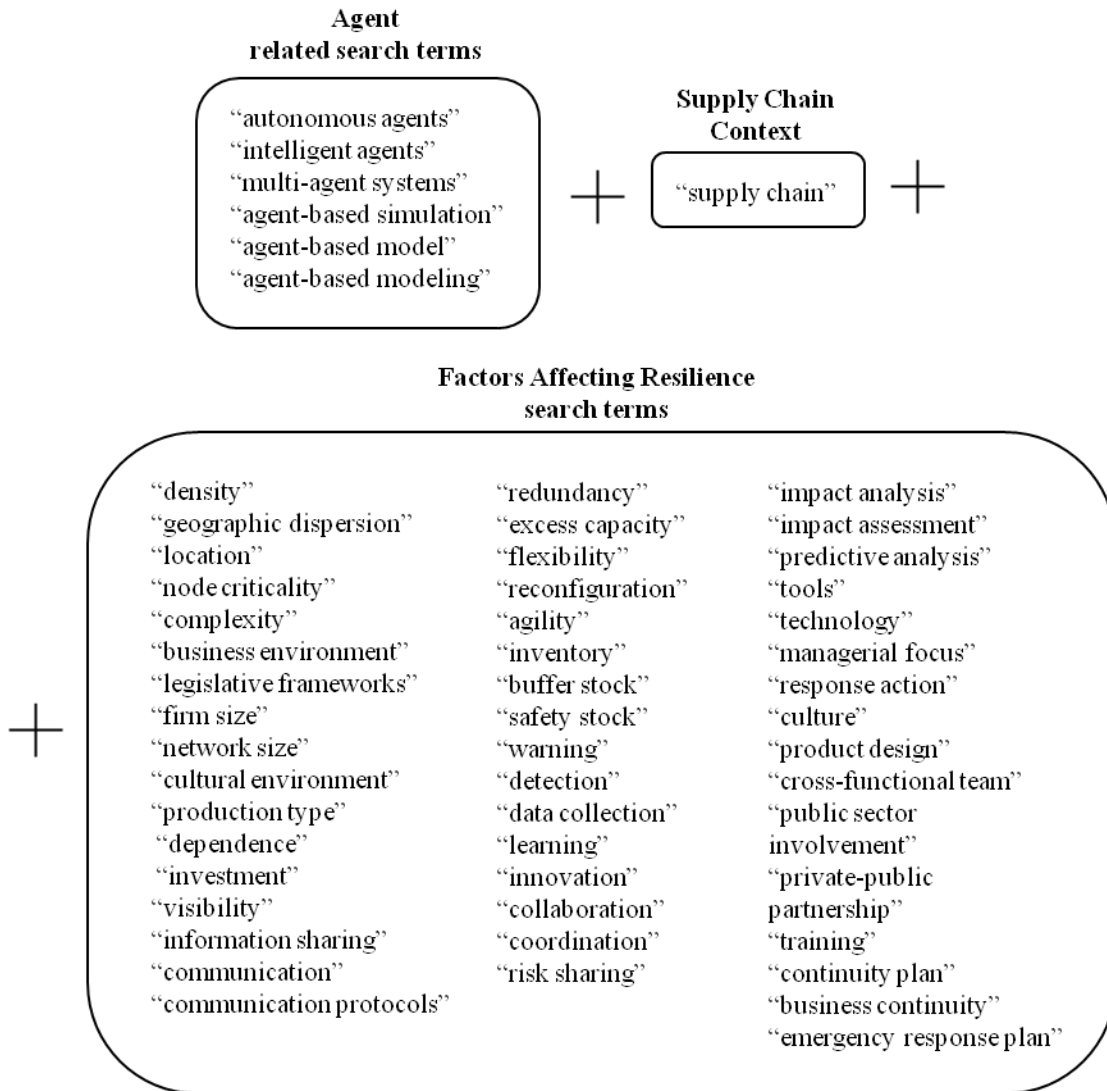 Agent
related search terms
“autonomous agents”
“intelligent agents”
“multi-agent systems”
“agent-based simulation”
“agent-based model”
“agent-based modeling”
+
Supply Chain
Context
“supply chain”
+
Factors Affecting Resilience
search terms
+
“density”
“geographic dispersion”
“location”
“node criticality”
“complexity”
“business environment”
“legislative frameworks”
“firm size”
“network size”
“cultural environment”
“production type”
“dependence”
“investment”
“visibility”
“information sharing”
“communication”
“communication protocols”
“redundancy”
“excess capacity”
“flexibility”
“reconfiguration”
“agility”
“inventory”
“buffer stock”
“safety stock”
“warning”
“detection”
“data collection”
“learning”
“innovation”
“collaboration”
“coordination”
“risk sharing”
“impact analysis”
“impact assessment”
“predictive analysis”
“tools”
“technology”
“managerial focus”
“response action”
“culture”
“product design”
“cross-functional team”
“public sector
involvement”
“private-public
partnership”
“training”
“continuity plan”
“business continuity”
“emergency response plan”